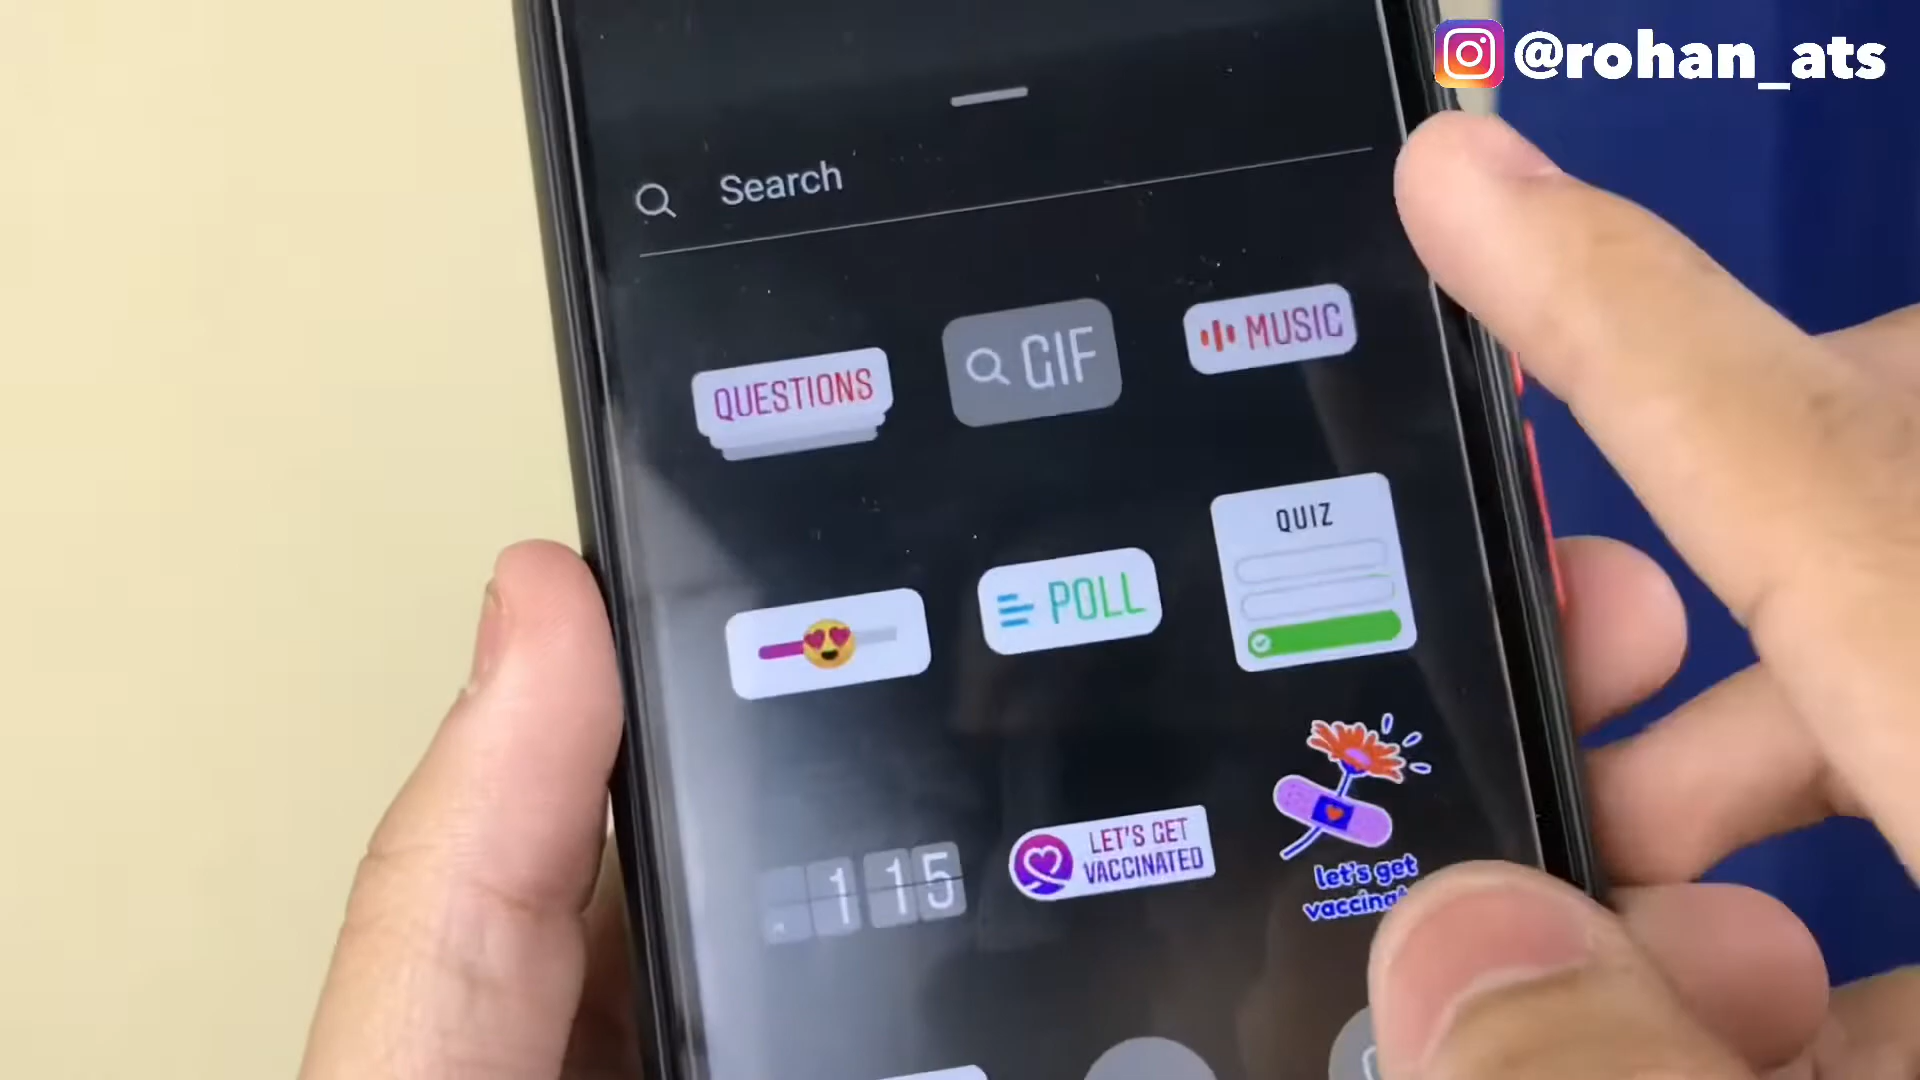 @rohan_ats
Search
QUESTIONS
GIF
MUSIC
POLL
QUIZ
1 15
LET'S GET
VACCINATED
let's get